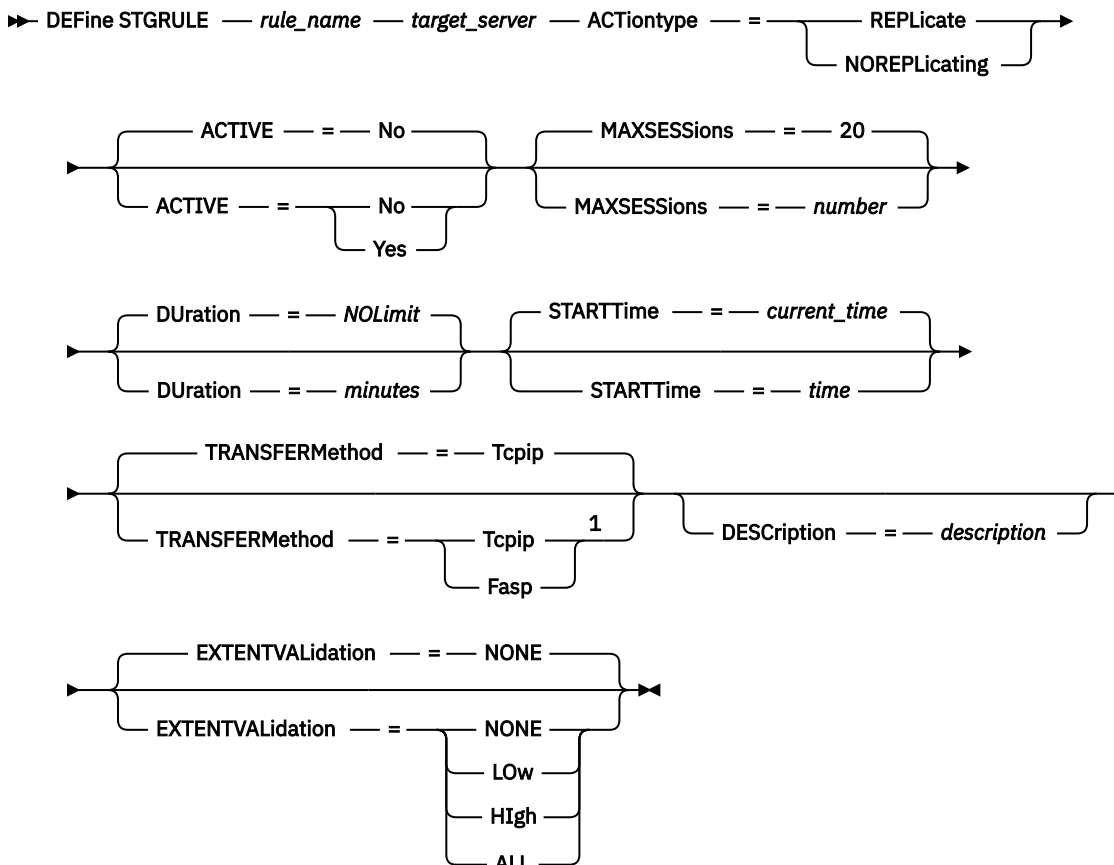 DEFine STGRULE rule_name target_server ACTiontype = REPLicate
NOREPLicating
ACTIVE = No MAXSESSions = 20
ACTIVE = No MAXSESSions = number
Yes
DUration = NOLimit STARTTime = current_time
DUration = minutes STARTTime = time
TRANSFERMethod = Tcpip
TRANSFERMethod = Tcpip 1 DESCription = description
Fasp
EXTENTVALidation = NONE
EXTENTVALidation = NONE
LOw
HIgh
ALL